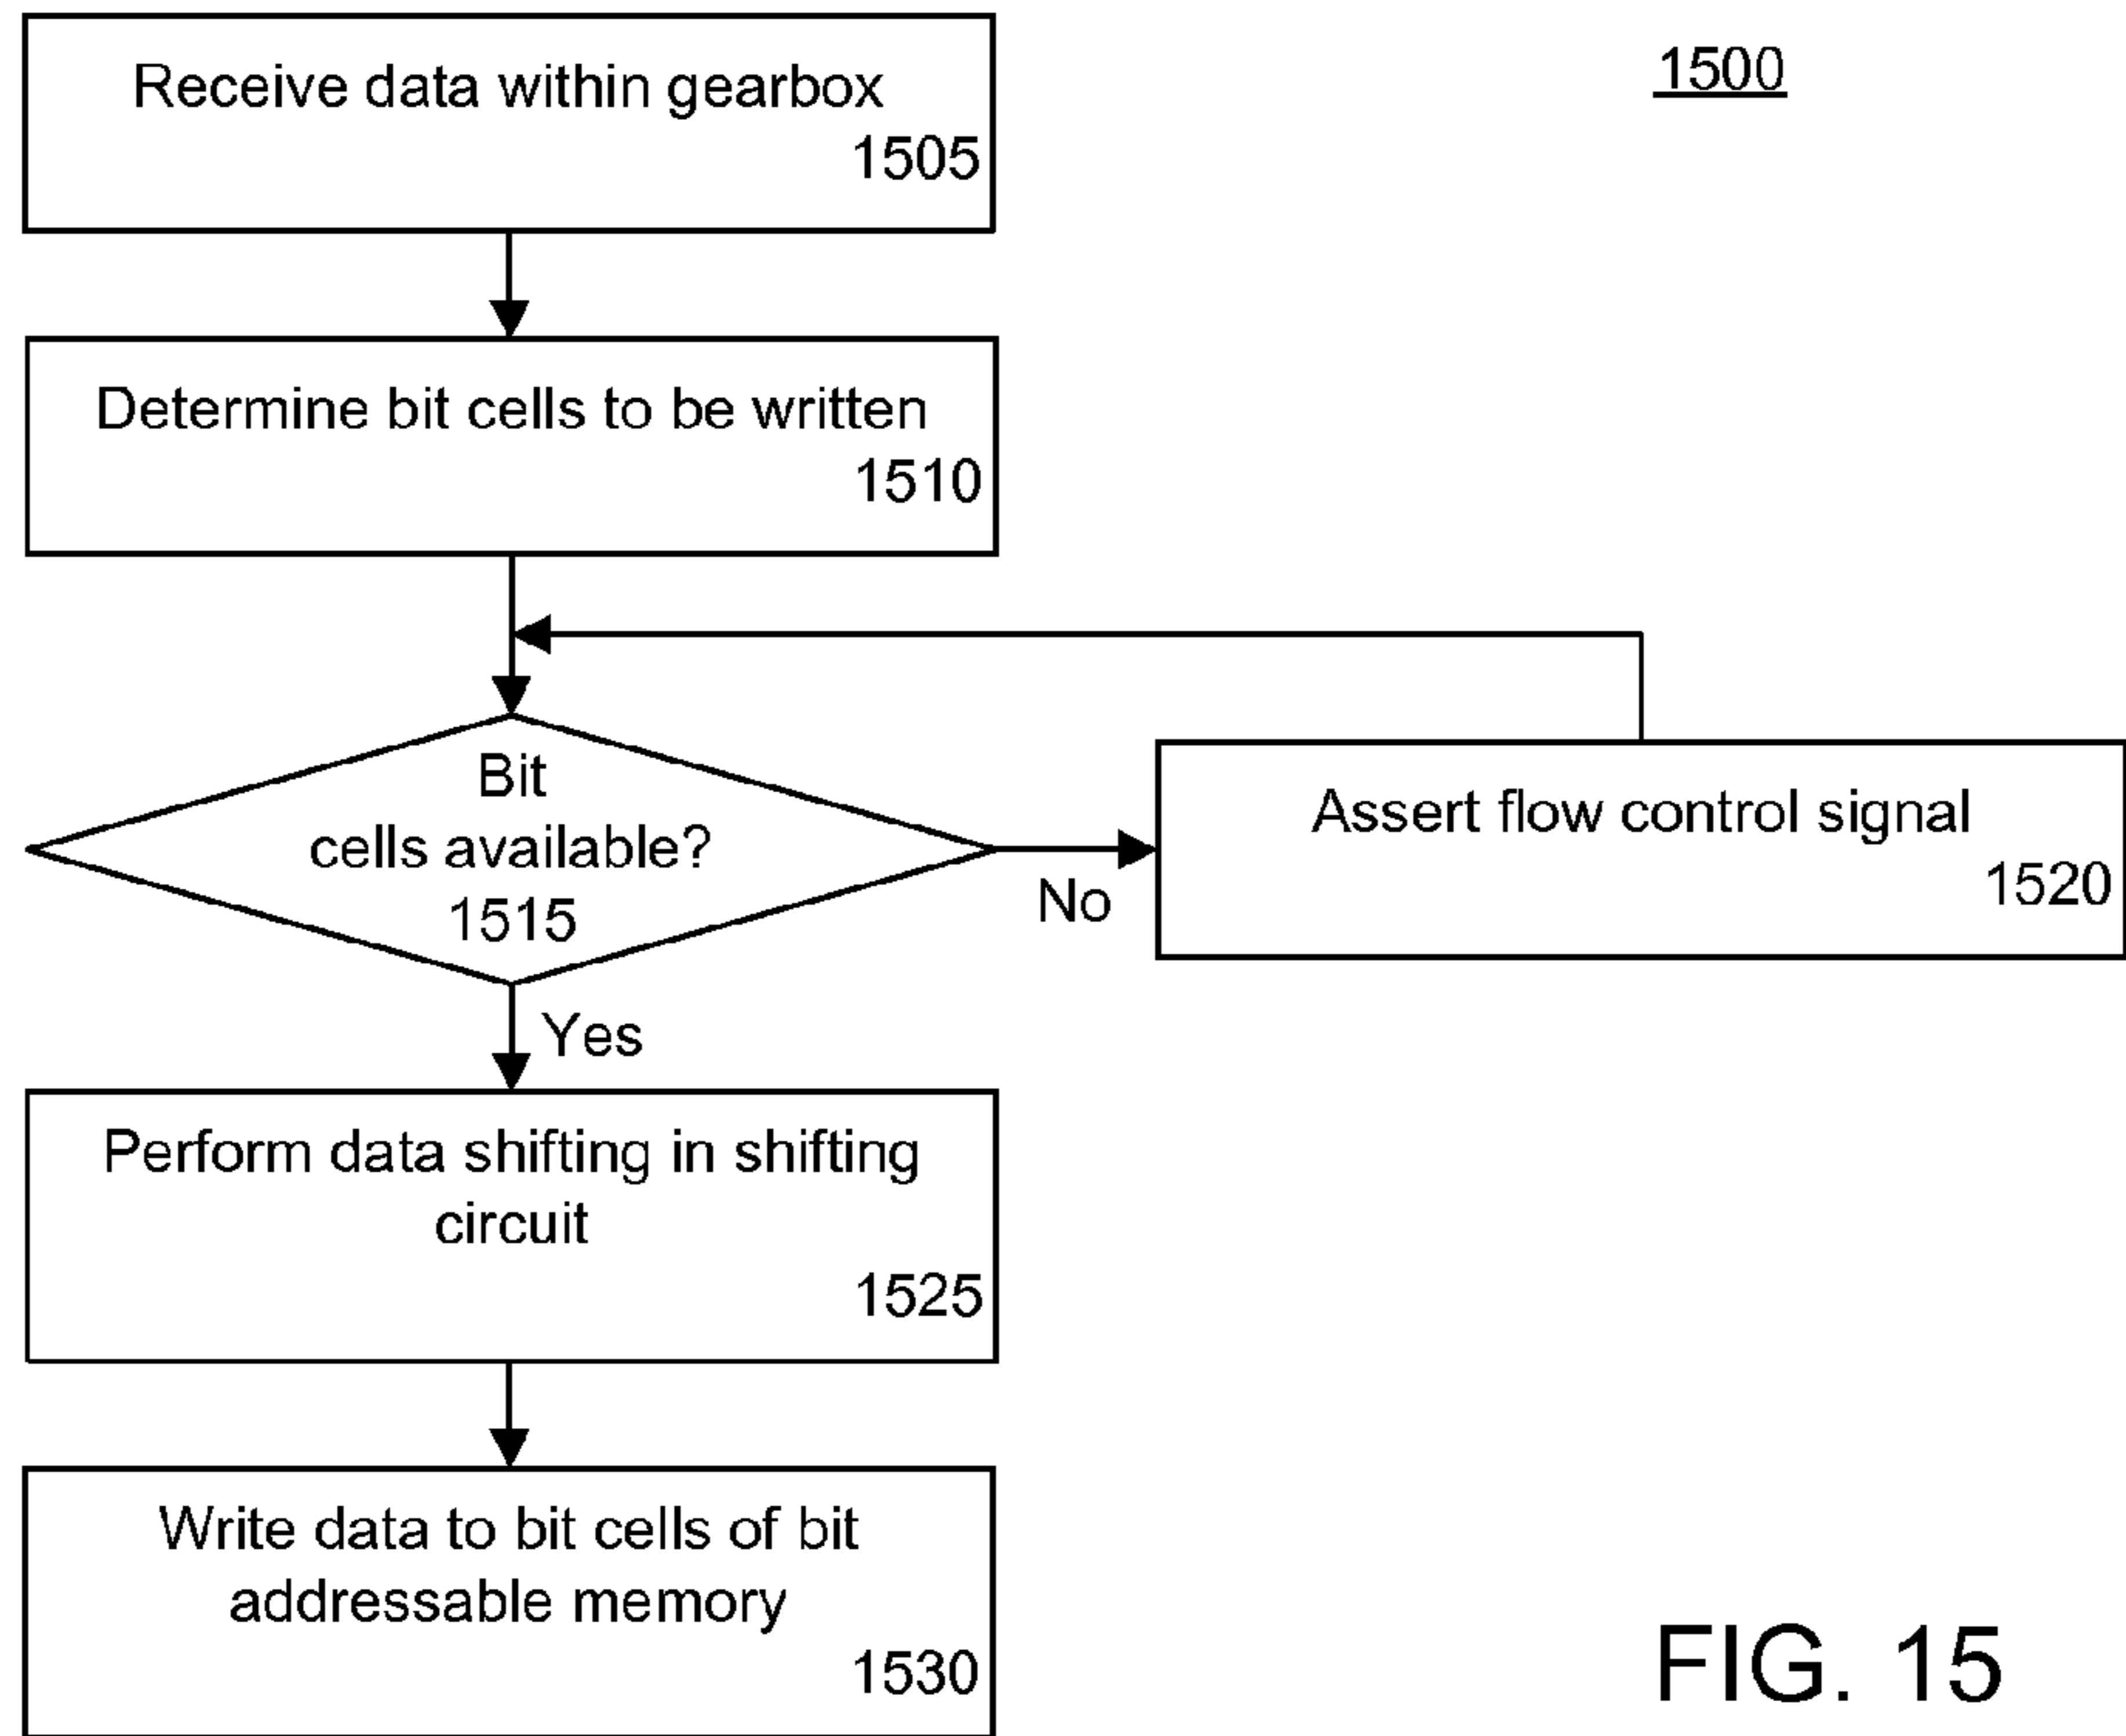 1500
Receive data within gearbox
1505
Determine bit cells to be written
1510
Bit
cells available?
1515
No
Assert flow control signal
1520
Yes
Perform data shifting in shifting
circuit
1525
Write data to bit cells of bit
addressable memory
1530
FIG. 15